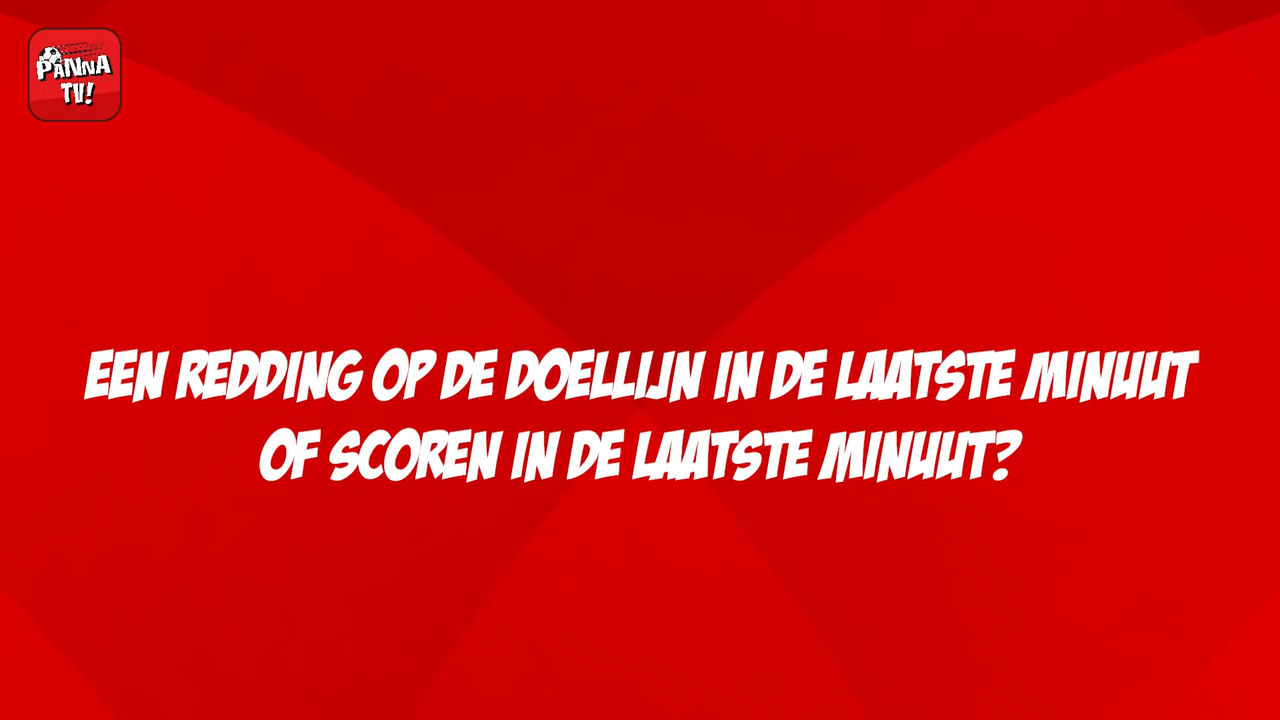 PANNA
TV!
EEN REDDING OP DE DOELLIJN IN DE LAATSTE MINUUT
OF SCOREN IN DE LAATSTE MINUUT?